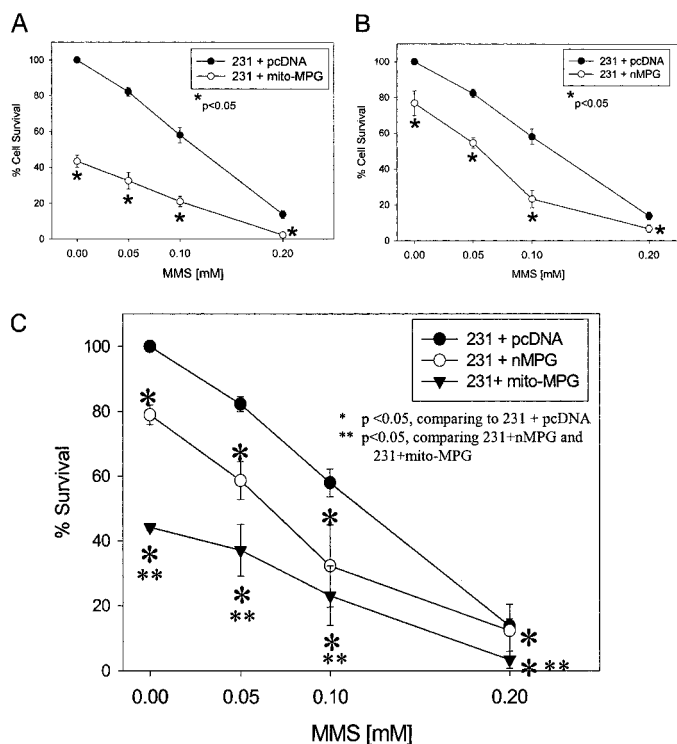 A
231 + pcDNA
231 + mito-MPG
*
p<0.05
% Cell Survival
100
80
60
40
20
0
*
*
*
*
0.00
0.05
0.10
0.20
MMS [mM]
B
231 + pcDNA
231 + nMPG
*
p<0.05
% Cell Survival
100
80
60
40
20
0
*
*
*
*
0.00
0.05
0.10
0.20
MMS [mM]
C
231 + pcDNA
231 + nMPG
231+ mito-MPG
* p <0.05, comparing to 231 + pcDNA
** p<0.05, comparing 231+nMPG and
231+mito-MPG
% Survival
100
80
60
40
20
0
*
*
*
*
*
**
*
**
*
**
* **
0.00
0.05
0.10
0.20
MMS [mM]